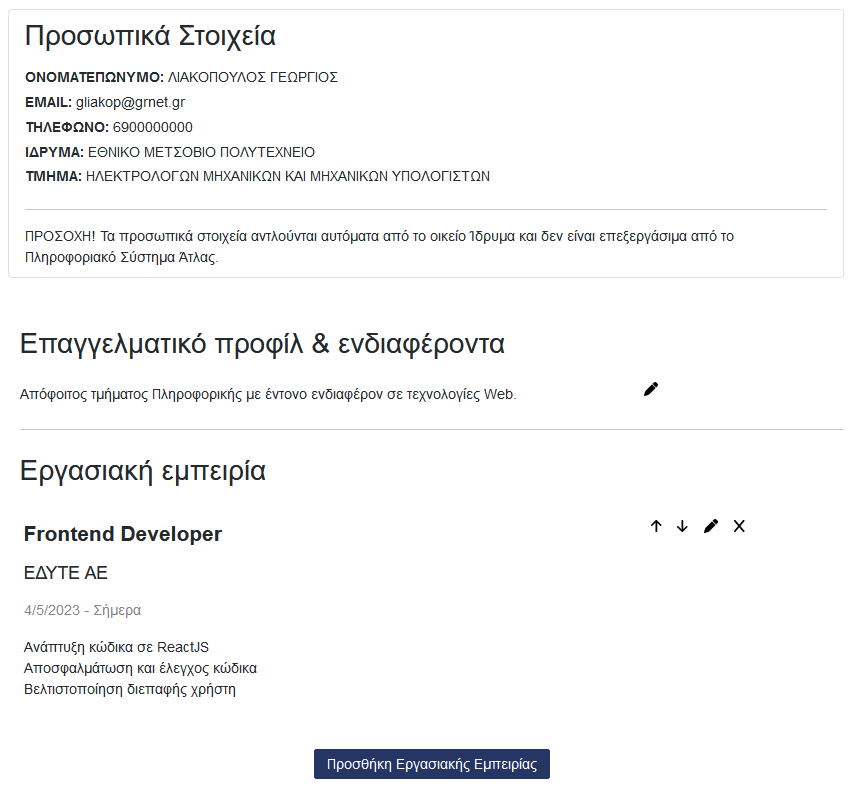 Προσωπικά Στοιχεία
ΟΝΟΜΑΤΕΠΩΝΥΜΟ: ΛΙΑΚΟΠΟΥΛΟΣ ΓΕΩΡΓΙΟΣ
EMAIL: gliakop@grnet.gr
ΤΗΛΕΦΩΝΟ: 6900000000
ΙΔΡΥΜΑ: ΕΘΝΙΚΟ ΜΕΤΣΟΒΙΟ ΠΟΛΥΤΕΧΝΕΙΟ
ΤΜΗΜΑ: ΗΛΕΚΤΡΟΛΟΓΩΝ ΜΗΧΑΝΙΚΩΝ ΚΑΙ ΜΗΧΑΝΙΚΩΝ ΥΠΟΛΟΓΙΣΤΩΝ
ΠΡΟΣΟΧΗ! Τα προσωπικά στοιχεία αντλούνται αυτόματα από το οικείο Ίδρυμα και δεν είναι επεξεργάσιμα από το
Πληροφοριακό Σύστημα Άτλας.
Επαγγελματικό προφίλ & ενδιαφέροντα
Απόφοιτος τμήματος Πληροφορικής με έντονο ενδιαφέρον σε τεχνολογίες Web.
Εργασιακή εμπειρία
Frontend Developer
ΕΔΥΤΕ ΑΕ
4/5/2023 - Σήμερα
Ανάπτυξη κώδικα σε ReactJS
Αποσφαλμάτωση και έλεγχος κώδικα
Βελτιστοποίηση διεπαφής χρήστη
Προσθήκη Εργασιακής Εμπειρίας